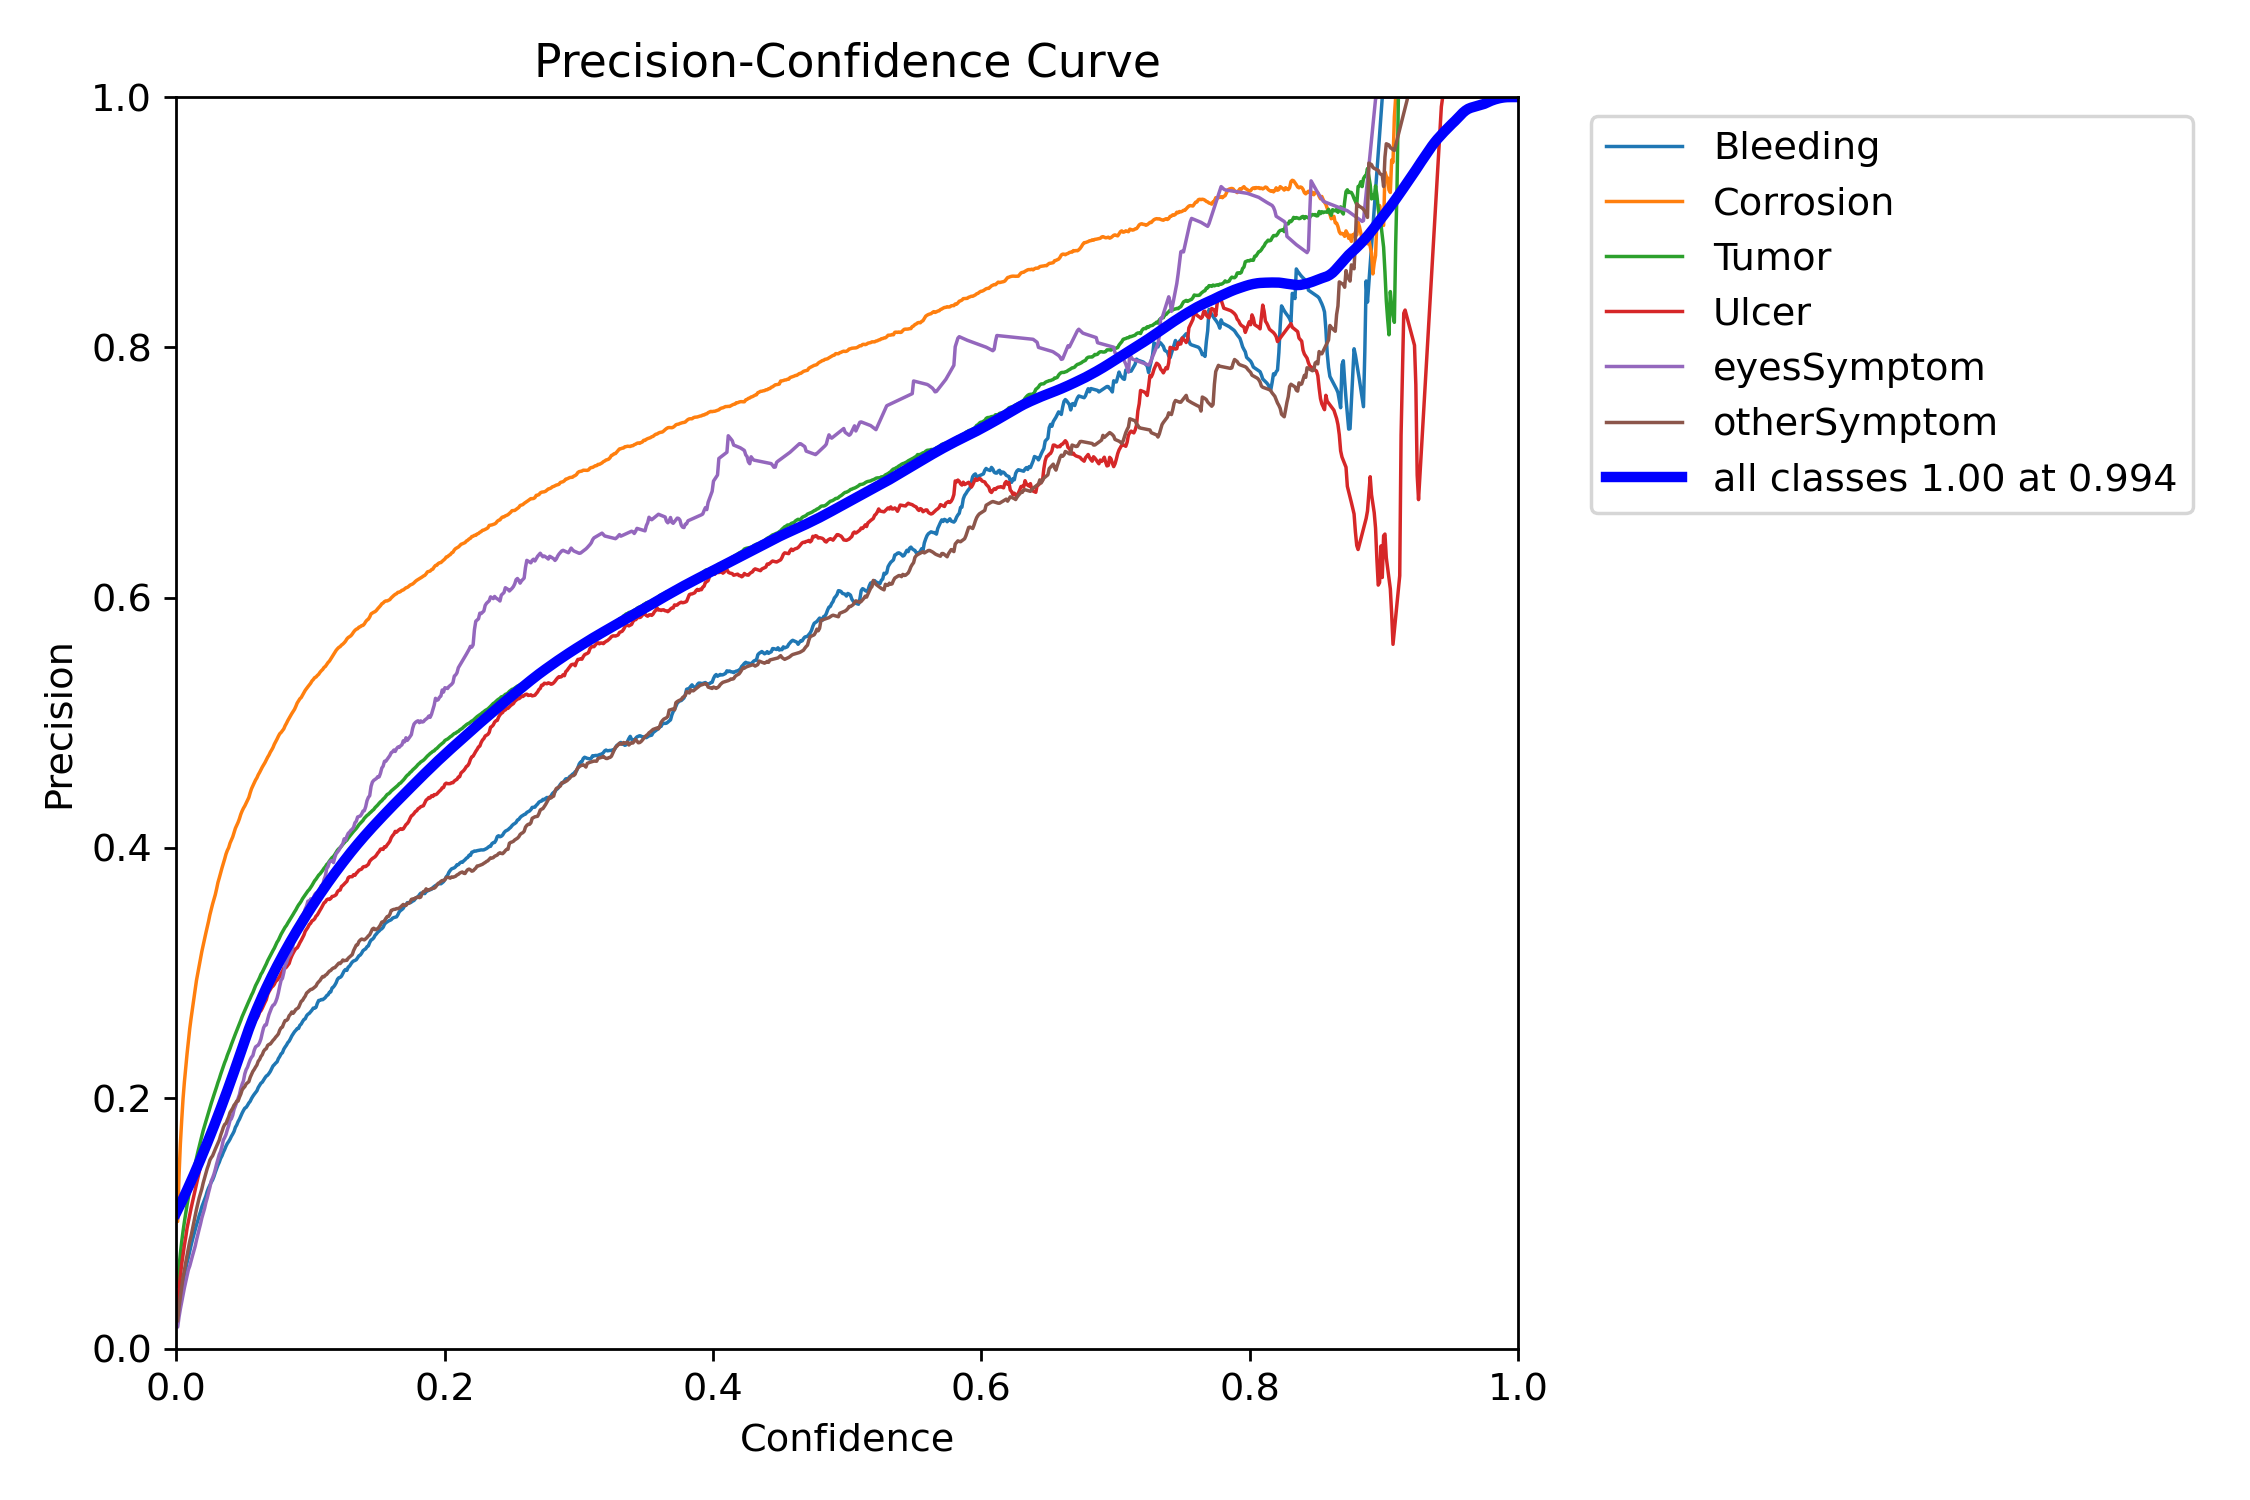 Precision-Confidence Curve
1.0
0.8
0.6
0.4
0.2
0.0
Precision
0.0 0.2 0.4 0.6 0.8 1.0
Confidence
Bleeding
Corrosion
Tumor
Ulcer
eyesSymptom
otherSymptom
all classes 1.00 at 0.994